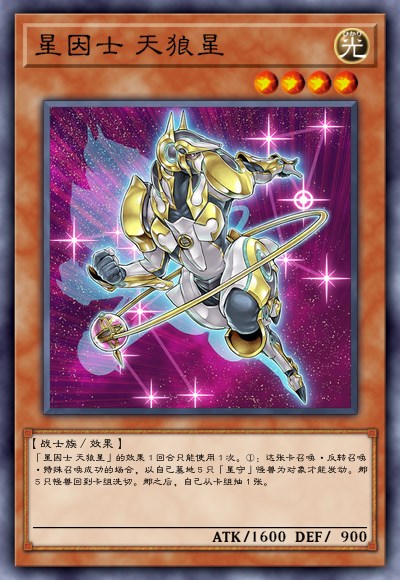 星因士 天狼星
光
ひかり
【战士族／效果】
「星因士 天狼星」的效果1回合只能使用1次。①：这张卡召唤·反转召唤
·特殊召唤成功的场合，以自己墓地5只「星守」怪兽为对象才能发动。那
5只怪兽回到卡组洗切。那之后，自己从卡组抽1张。
ATK/1600 DEF/ 900